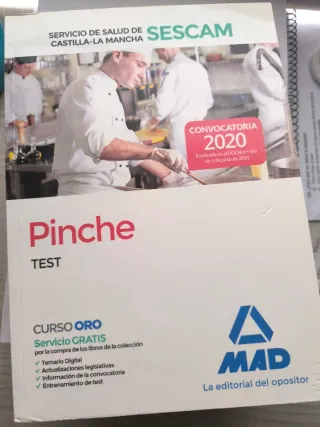 SERVICIO DE SALUD DE
CASTILLA-LA MANCHA SESCAM
CONVOCATORIA
2020
Pinche
TEST
CURSO ORO
Servicio GRATIS
por la compra de los libros de la colección
✓ Temario Digital
✓ Actualizaciones legislativas
✓ Información de la convocatoria
✓ Entrenamiento de test
MAD
La editorial del opositor